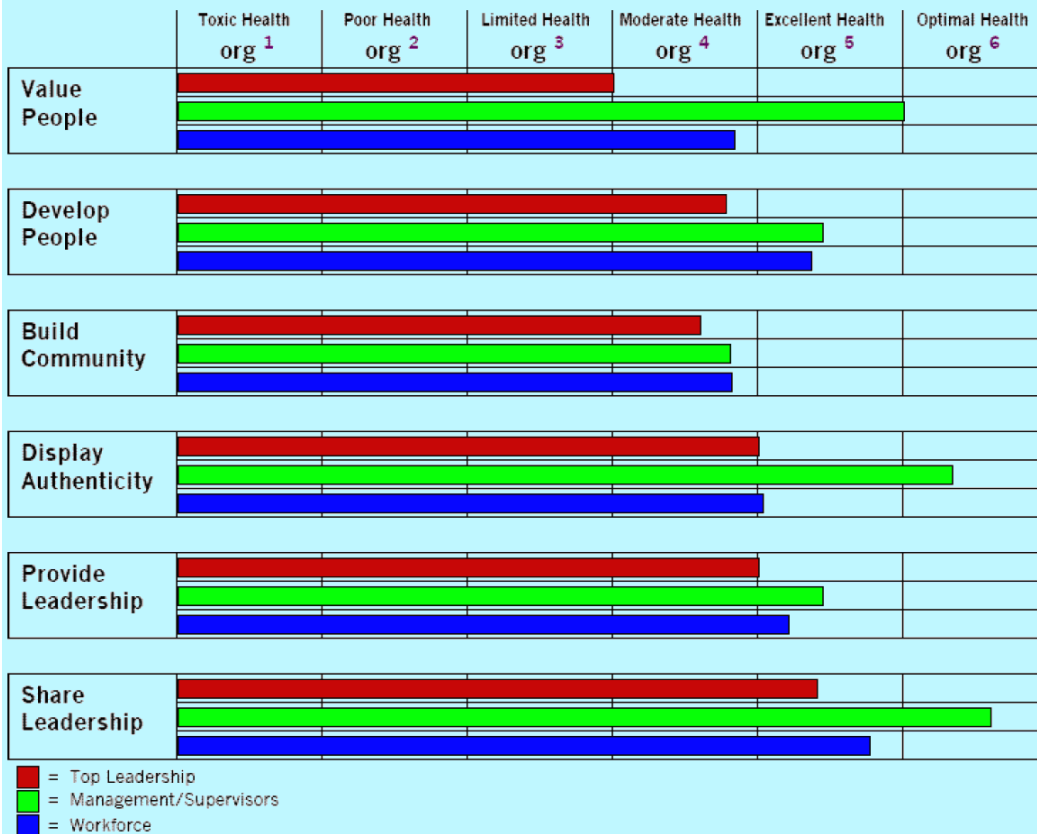 Toxic Health Poor Health Limited Health Moderate Health Excellent Health Optimal Health
org 1 org 2 org 3 org 4 org 5 org 6
Value
People
Develop
People
Build
Community
Display
Authenticity
Provide
Leadership
Share
Leadership
= Top Leadership
= Management/Supervisors
= Workforce